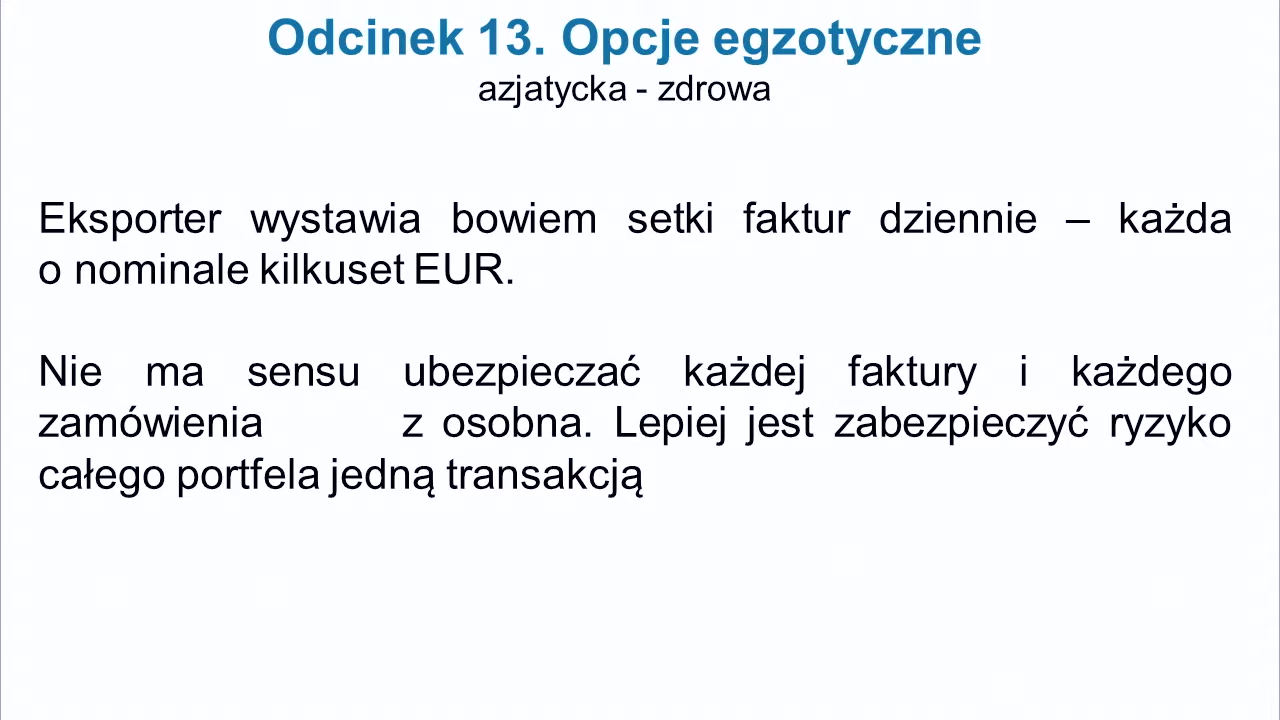 Odcinek 13. Opcje egzotyczne
azjatycka - zdrowa
Eksporter wystawia bowiem setki faktur dziennie – każda
o nominale kilkuset EUR.
Nie ma sensu ubezpieczać każdej faktury i każdego
zamówienia z osobna. Lepiej jest zabezpieczyć ryzyko
całego portfela jedną transakcją